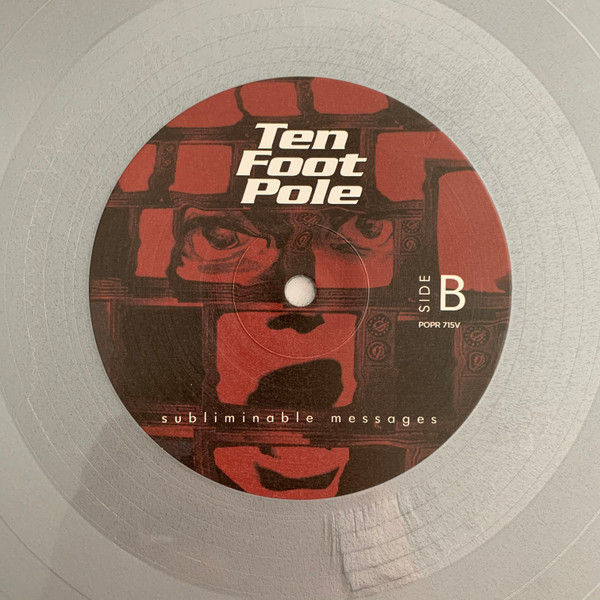 Ten
Foot
Pole
SIDE B
POPR 715V
subliminable messages